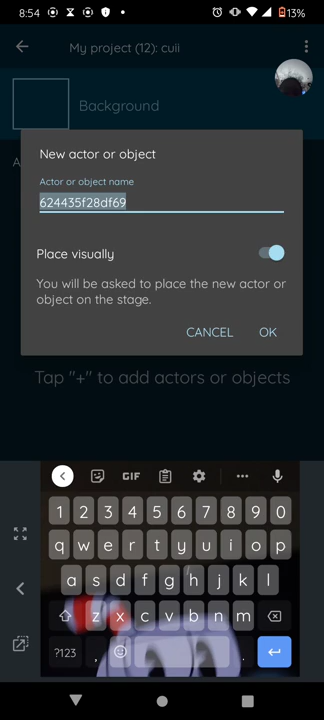 8:54
13%
My project (12): cuii
Background
A
New actor or object
Actor or object name
624435f28df69
Place visually
You will be asked to place the new actor or
object on the stage.
CANCEL OK
Tap "+" to add actors or objects
GIF
1 2 3 4 5 6 7 8 9 0
q w e r t y u i o p
a s d f g h j k l
z x c v b n m
?123 , .